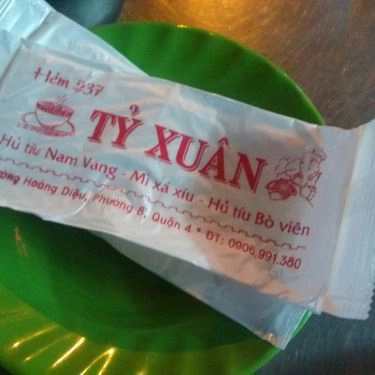 Hẻm 237
TỶ XUÂN
Hủ tíu Nam Vang - Mì xá xíu - Hủ tíu Bò viên
Hoàng Diệu, Phường 8, Quận 4 * ĐT: 0906.991.380